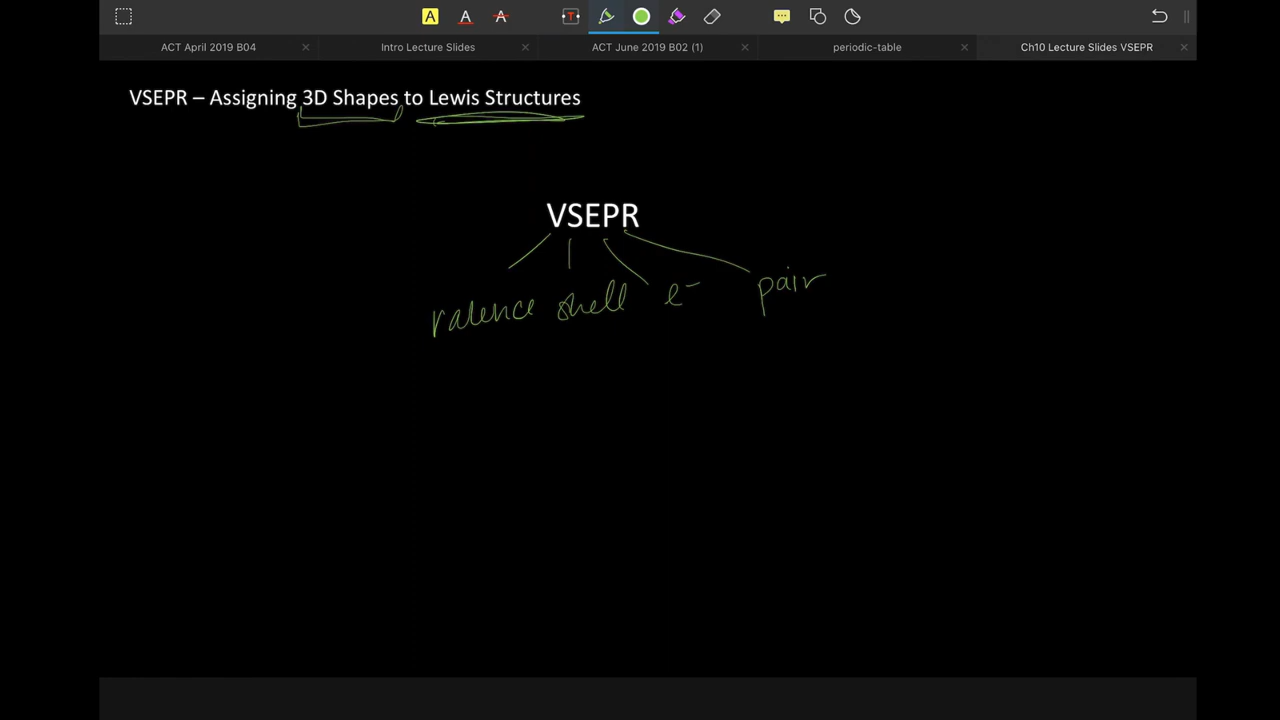 A A A T
ACT April 2019 B04 Intro Lecture Slides ACT June 2019 B02 (1) periodic-table Ch10 Lecture Slides VSEPR
VSEPR – Assigning 3D Shapes to Lewis Structures
VSEPR
valence shell e⁻ pair